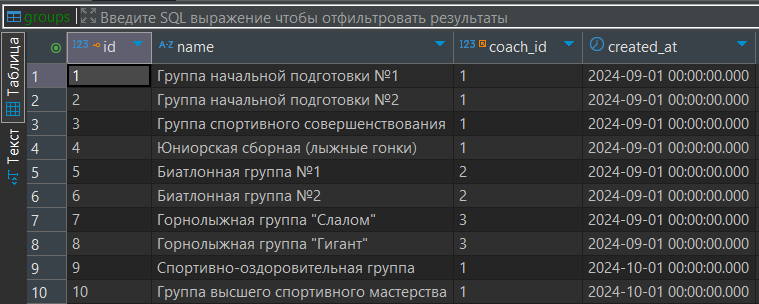 groups Введите SQL выражение чтобы отфильтровать результаты
Таблица
Текст
123 id A-Z name 123 coach_id created_at
1 1 Группа начальной подготовки №1 1 2024-09-01 00:00:00.000
2 2 Группа начальной подготовки №2 1 2024-09-01 00:00:00.000
3 3 Группа спортивного совершенствования 1 2024-09-01 00:00:00.000
4 4 Юниорская сборная (лыжные гонки) 1 2024-09-01 00:00:00.000
5 5 Биатлонная группа №1 2 2024-09-01 00:00:00.000
6 6 Биатлонная группа №2 2 2024-09-01 00:00:00.000
7 7 Горнолыжная группа "Слалом" 3 2024-09-01 00:00:00.000
8 8 Горнолыжная группа "Гигант" 3 2024-09-01 00:00:00.000
9 9 Спортивно-оздоровительная группа 1 2024-10-01 00:00:00.000
10 10 Группа высшего спортивного мастерства 1 2024-10-01 00:00:00.000